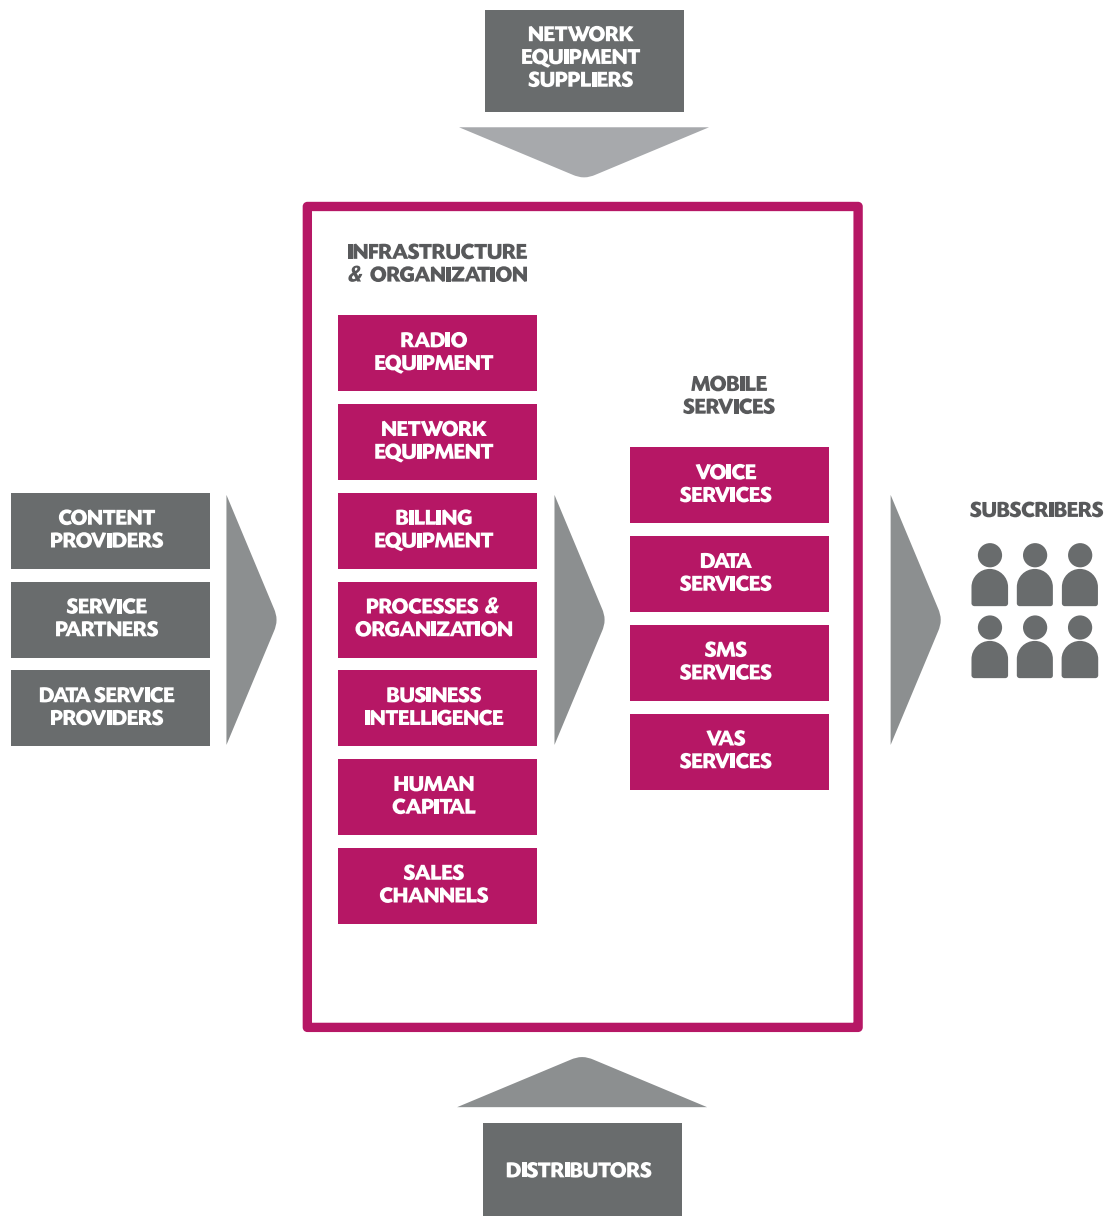 NETWORK
EQUIPMENT
SUPPLIERS
INFRASTRUCTURE
& ORGANIZATION
RADIO
EQUIPMENT
NETWORK
EQUIPMENT
BILLING
EQUIPMENT
PROCESSES &
ORGANIZATION
BUSINESS
INTELLIGENCE
HUMAN
CAPITAL
SALES
CHANNELS
MOBILE
SERVICES
VOICE
SERVICES
DATA
SERVICES
SMS
SERVICES
VAS
SERVICES
CONTENT
PROVIDERS
SERVICE
PARTNERS
DATA SERVICE
PROVIDERS
SUBSCRIBERS
DISTRIBUTORS